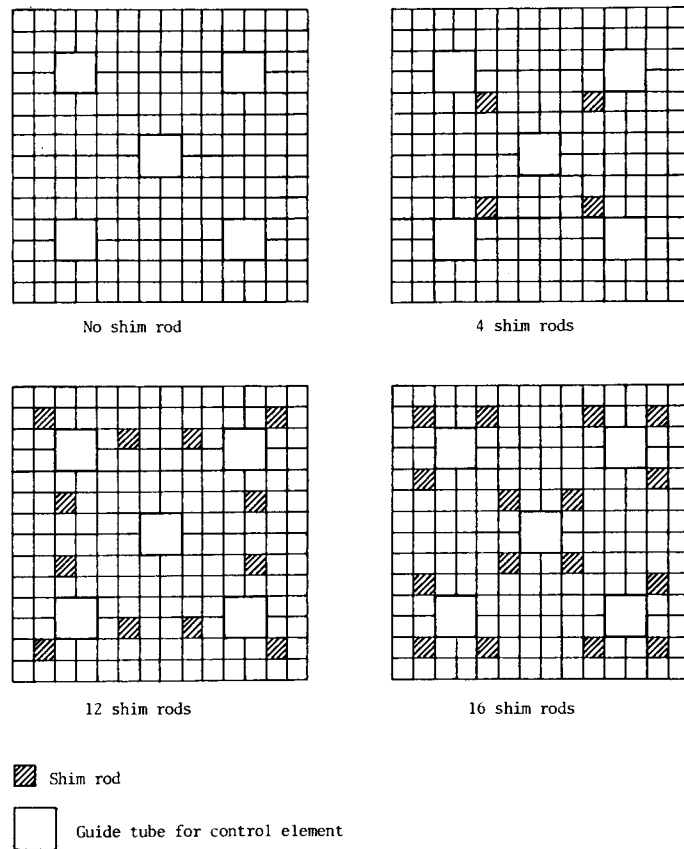 No shim rod
4 shim rods
12 shim rods
16 shim rods
Shim rod
Guide tube for control element